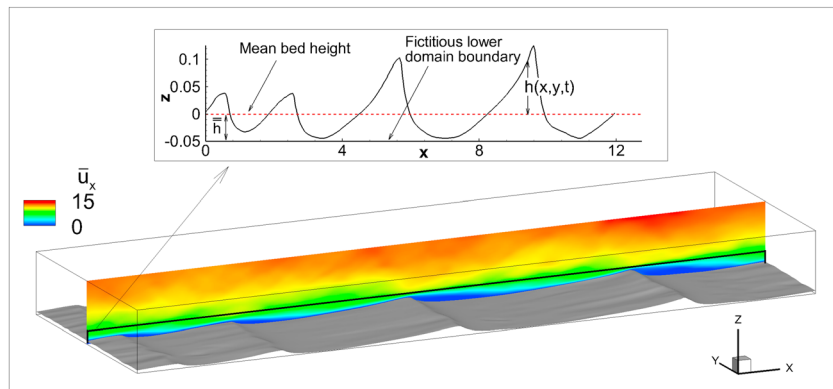 Mean bed height
Fictitious lower
domain boundary
0.1
0.05
0
-0.05
z
h
h(x,y,t)
0
4
8
12
x
u̅ₓ
15
0
Z
Y
X